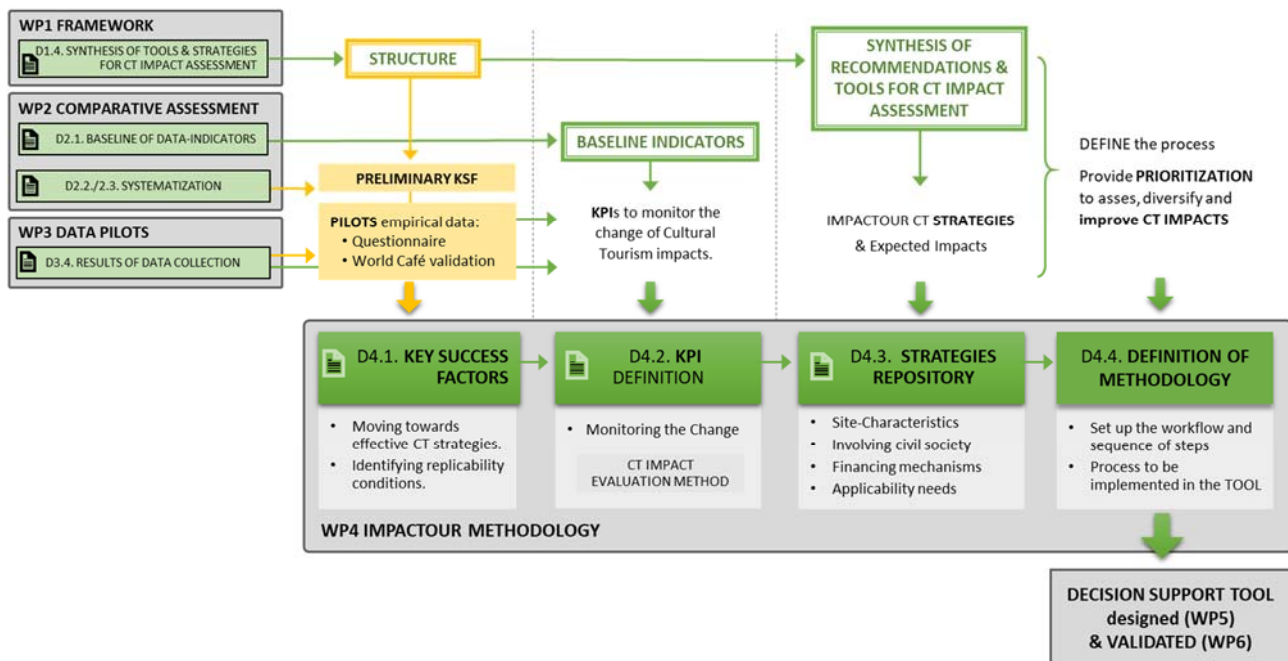 WP1 FRAMEWORK
D1.4. SYNTHESIS OF TOOLS & STRATEGIES
FOR CT IMPACT ASSESSMENT
STRUCTURE
SYNTHESIS OF
RECOMMENDATIONS &
TOOLS FOR CT IMPACT
ASSESSMENT
WP2 COMPARATIVE ASSESSMENT
D2.1. BASELINE OF DATA-INDICATORS
BASELINE INDICATORS
D2.2./2.3. SYSTEMATIZATION
PRELIMINARY KSF
WP3 DATA PILOTS
D3.4. RESULTS OF DATA COLLECTION
PILOTS empirical data:
• Questionnaire
• World Café validation
KPIs to monitor the
change of Cultural
Tourism impacts.
IMPACTOUR CT STRATEGIES
& Expected Impacts
DEFINE the process
Provide PRIORITIZATION
to asses, diversify and
improve CT IMPACTS
D4.1. KEY SUCCESS
FACTORS
• Moving towards
effective CT strategies.
• Identifying replicability
conditions.
D4.2. KPI
DEFINITION
• Monitoring the Change
CT IMPACT
EVALUATION METHOD
D4.3. STRATEGIES
REPOSITORY
• Site-Characteristics
• Involving civil society
• Financing mechanisms
• Applicability needs
D4.4. DEFINITION OF
METHODOLOGY
• Set up the workflow and
sequence of steps
• Process to be
implemented in the TOOL
WP4 IMPACTOUR METHODOLOGY
DECISION SUPPORT TOOL
designed (WP5)
& VALIDATED (WP6)